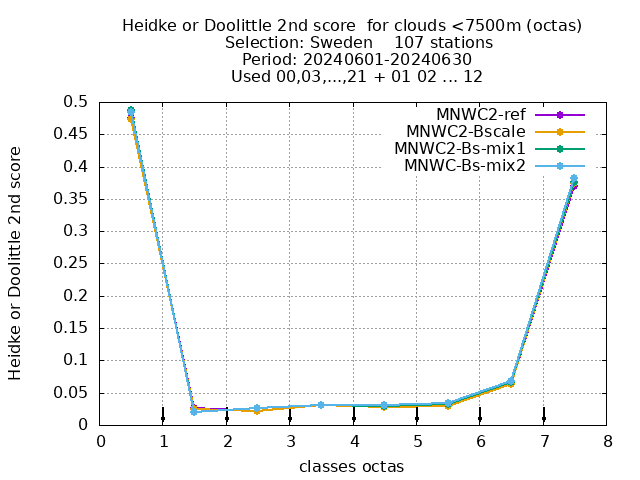 Heidke or Doolittle 2nd score  for clouds <7500m (octas)
Selection: Sweden    107 stations
Period: 20240601-20240630
Used 00,03,...,21 + 01 02 ... 12
MNWC2-ref
MNWC2-Bscale
MNWC2-Bs-mix1
MNWC-Bs-mix2
Heidke or Doolittle 2nd score
0.5
0.45
0.4
0.35
0.3
0.25
0.2
0.15
0.1
0.05
0
0 1 2 3 4 5 6 7 8
classes octas